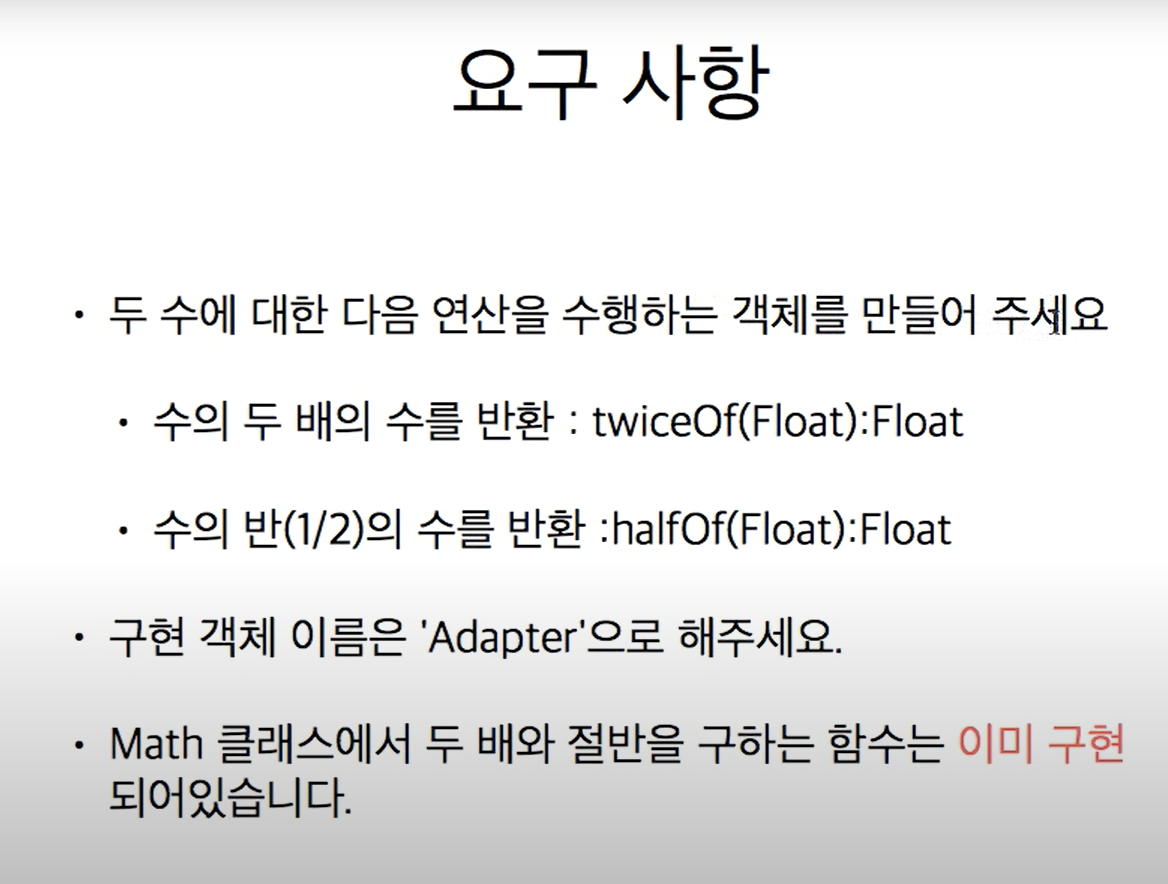 요구 사항
• 두 수에 대한 다음 연산을 수행하는 객체를 만들어 주세요
• 수의 두 배의 수를 반환 : twiceOf(Float):Float
• 수의 반(1/2)의 수를 반환 :halfOf(Float):Float
• 구현 객체 이름은 'Adapter'으로 해주세요.
• Math 클래스에서 두 배와 절반을 구하는 함수는 이미 구현
되어있습니다.